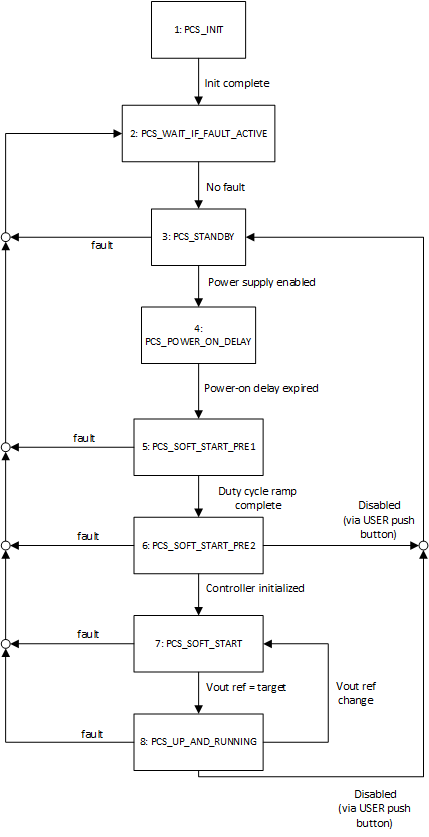 1: PCS_INIT
Init complete
2: PCS_WAIT_IF_FAULT_ACTIVE
No fault
3: PCS_STANDBY
fault
Power supply enabled
4:
PCS_POWER_ON_DELAY
Power-on delay expired
fault
5: PCS_SOFT_START_PRE1
Duty cycle ramp
complete
Disabled
(via USER push
button)
fault
6: PCS_SOFT_START_PRE2
Controller initialized
fault
7: PCS_SOFT_START
Vout ref = target
Vout ref
change
fault
8: PCS_UP_AND_RUNNING
Disabled
(via USER push
button)